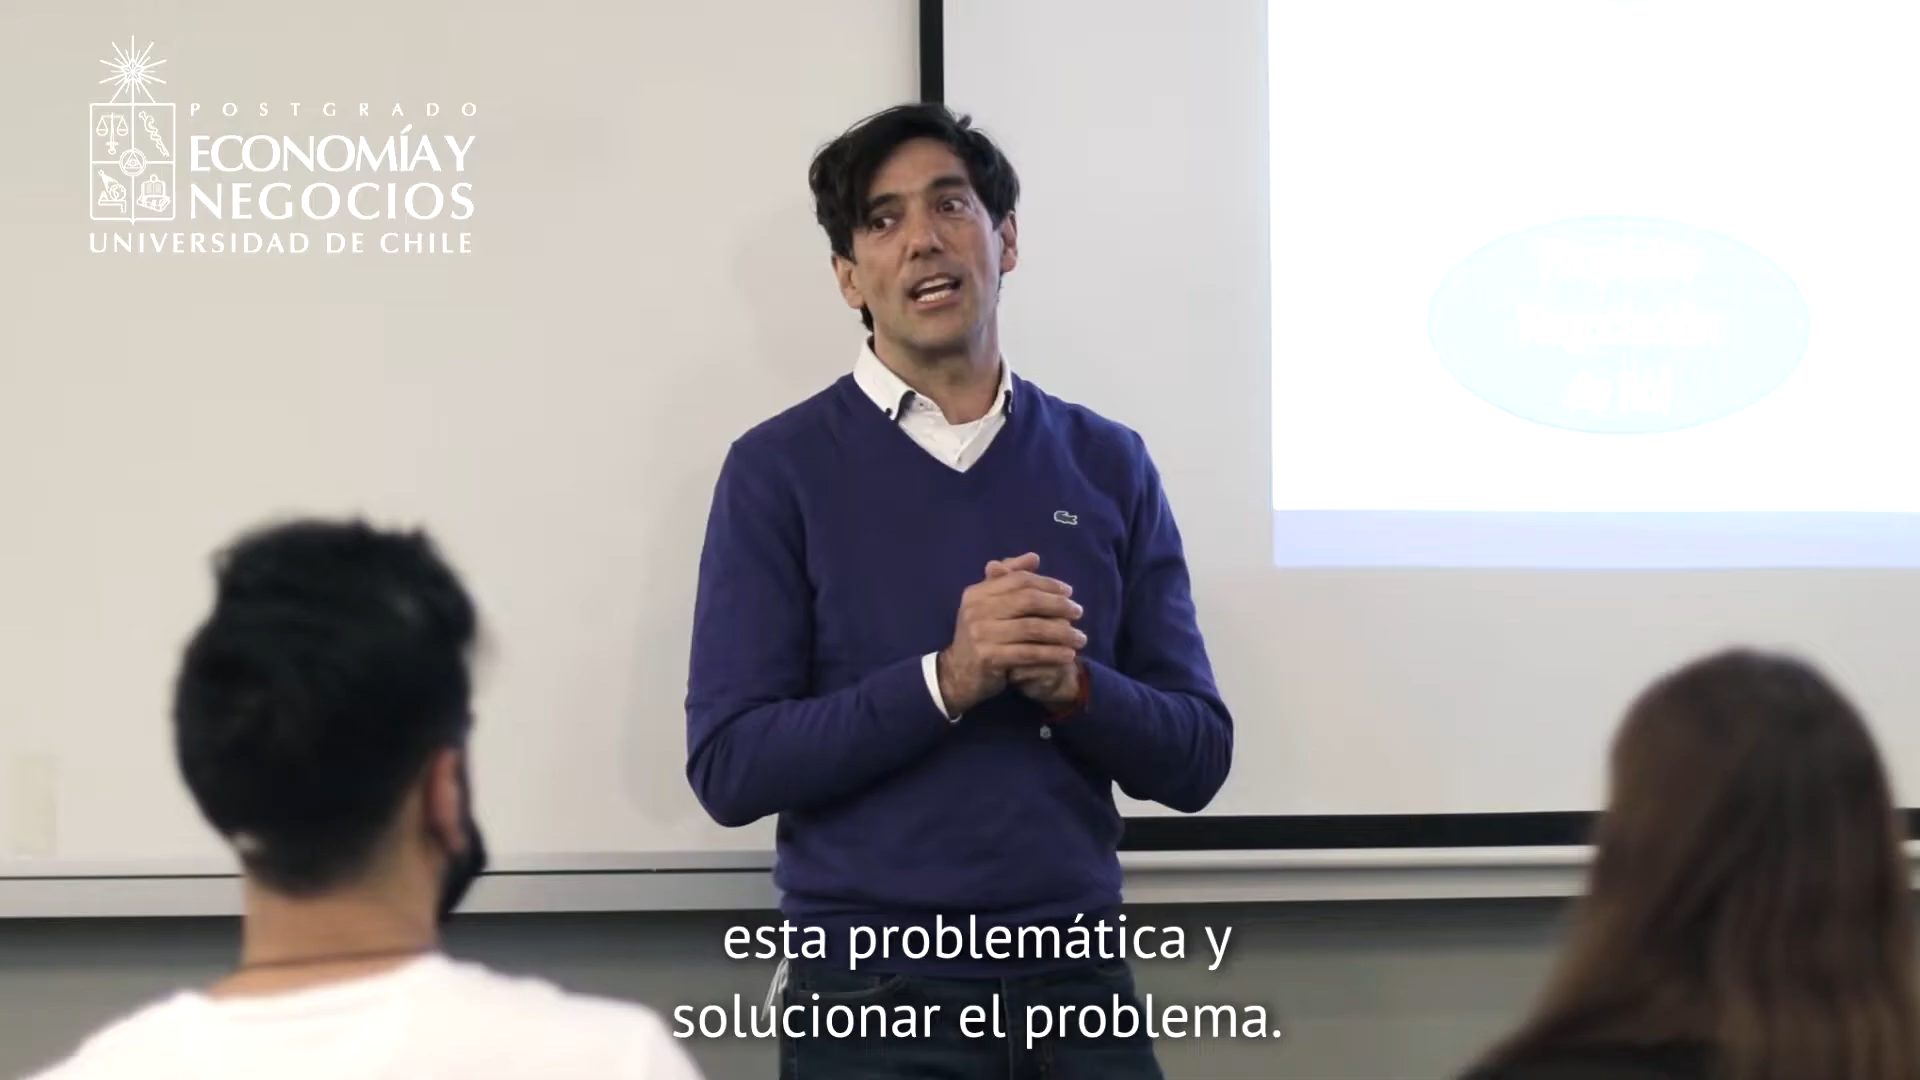 POSTGRADO
ECONOMÍA Y
NEGOCIOS
UNIVERSIDAD DE CHILE
esta problemática y
solucionar el problema.